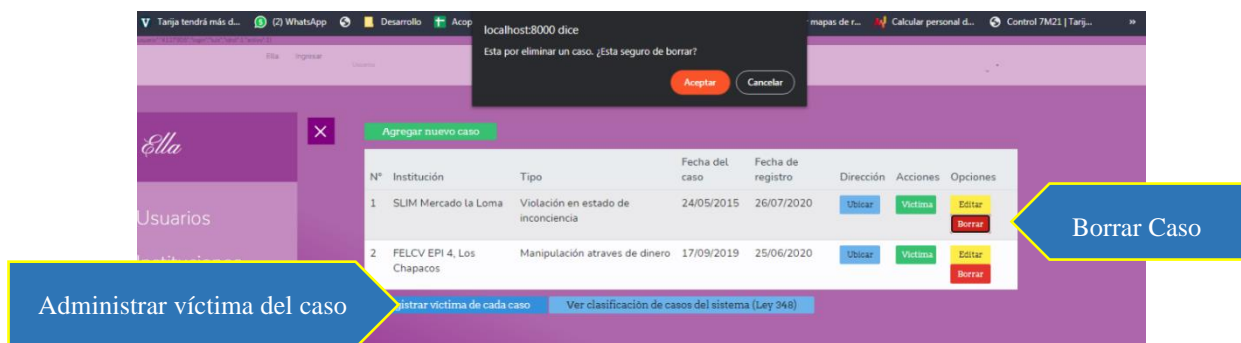 Tarija tendrá más d...
(2) WhatsApp
Desarrollo
Acop
mapas de r...
Calcular personal d...
Control 7M21 | Tarij...
»
localhost:8000 dice
Esta por eliminar un caso. ¿Esta seguro de borrar?
Aceptar
Cancelar
Ella
Ingresar
Ella
Agregar nuevo caso
N° Institución Tipo Fecha del caso Fecha de registro Dirección Acciones Opciones
1 SLIM Mercado la Loma Violación en estado de inconciencia 24/05/2015 26/07/2020 Ubicar Victima Editar
Borrar
2 FELCV EPI 4, Los Chapacos Manipulación atraves de dinero 17/09/2019 25/06/2020 Ubicar Victima Editar
Borrar
Usuarios
Borrar Caso
Administrar víctima del caso
gistrar victima de cada caso
Ver clasificación de casos del sistema (Ley 348)